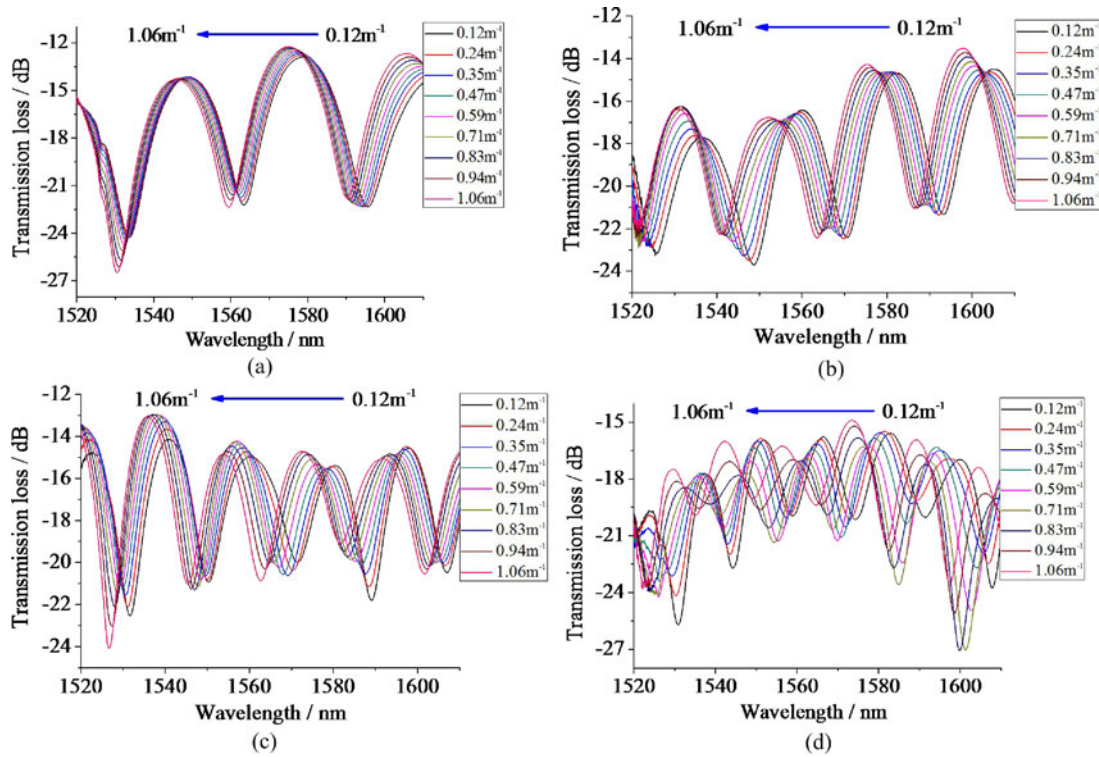 1.06m⁻¹ 0.12m⁻¹
0.12m⁻¹
0.24m⁻¹
0.35m⁻¹
0.47m⁻¹
0.59m⁻¹
0.71m⁻¹
0.83m⁻¹
0.94m⁻¹
1.06m⁻¹
Transmission loss / dB
-12
-15
-18
-21
-24
-27
1520 1540 1560 1580 1600
Wavelength / nm
(a)
1.06m⁻¹ 0.12m⁻¹
0.12m⁻¹
0.24m⁻¹
0.35m⁻¹
0.47m⁻¹
0.59m⁻¹
0.71m⁻¹
0.83m⁻¹
0.94m⁻¹
1.06m⁻¹
Transmission loss / dB
-12
-14
-16
-18
-20
-22
-24
1520 1540 1560 1580 1600
Wavelength / nm
(b)
1.06m⁻¹ 0.12m⁻¹
0.12m⁻¹
0.24m⁻¹
0.35m⁻¹
0.47m⁻¹
0.59m⁻¹
0.71m⁻¹
0.83m⁻¹
0.94m⁻¹
1.06m⁻¹
Transmission loss / dB
-12
-14
-16
-18
-20
-22
-24
1520 1540 1560 1580 1600
Wavelength / nm
(c)
1.06m⁻¹ 0.12m⁻¹
0.12m⁻¹
0.24m⁻¹
0.35m⁻¹
0.47m⁻¹
0.59m⁻¹
0.71m⁻¹
0.83m⁻¹
0.94m⁻¹
1.06m⁻¹
Transmission loss / dB
-15
-18
-21
-24
-27
1520 1540 1560 1580 1600
Wavelength / nm
(d)